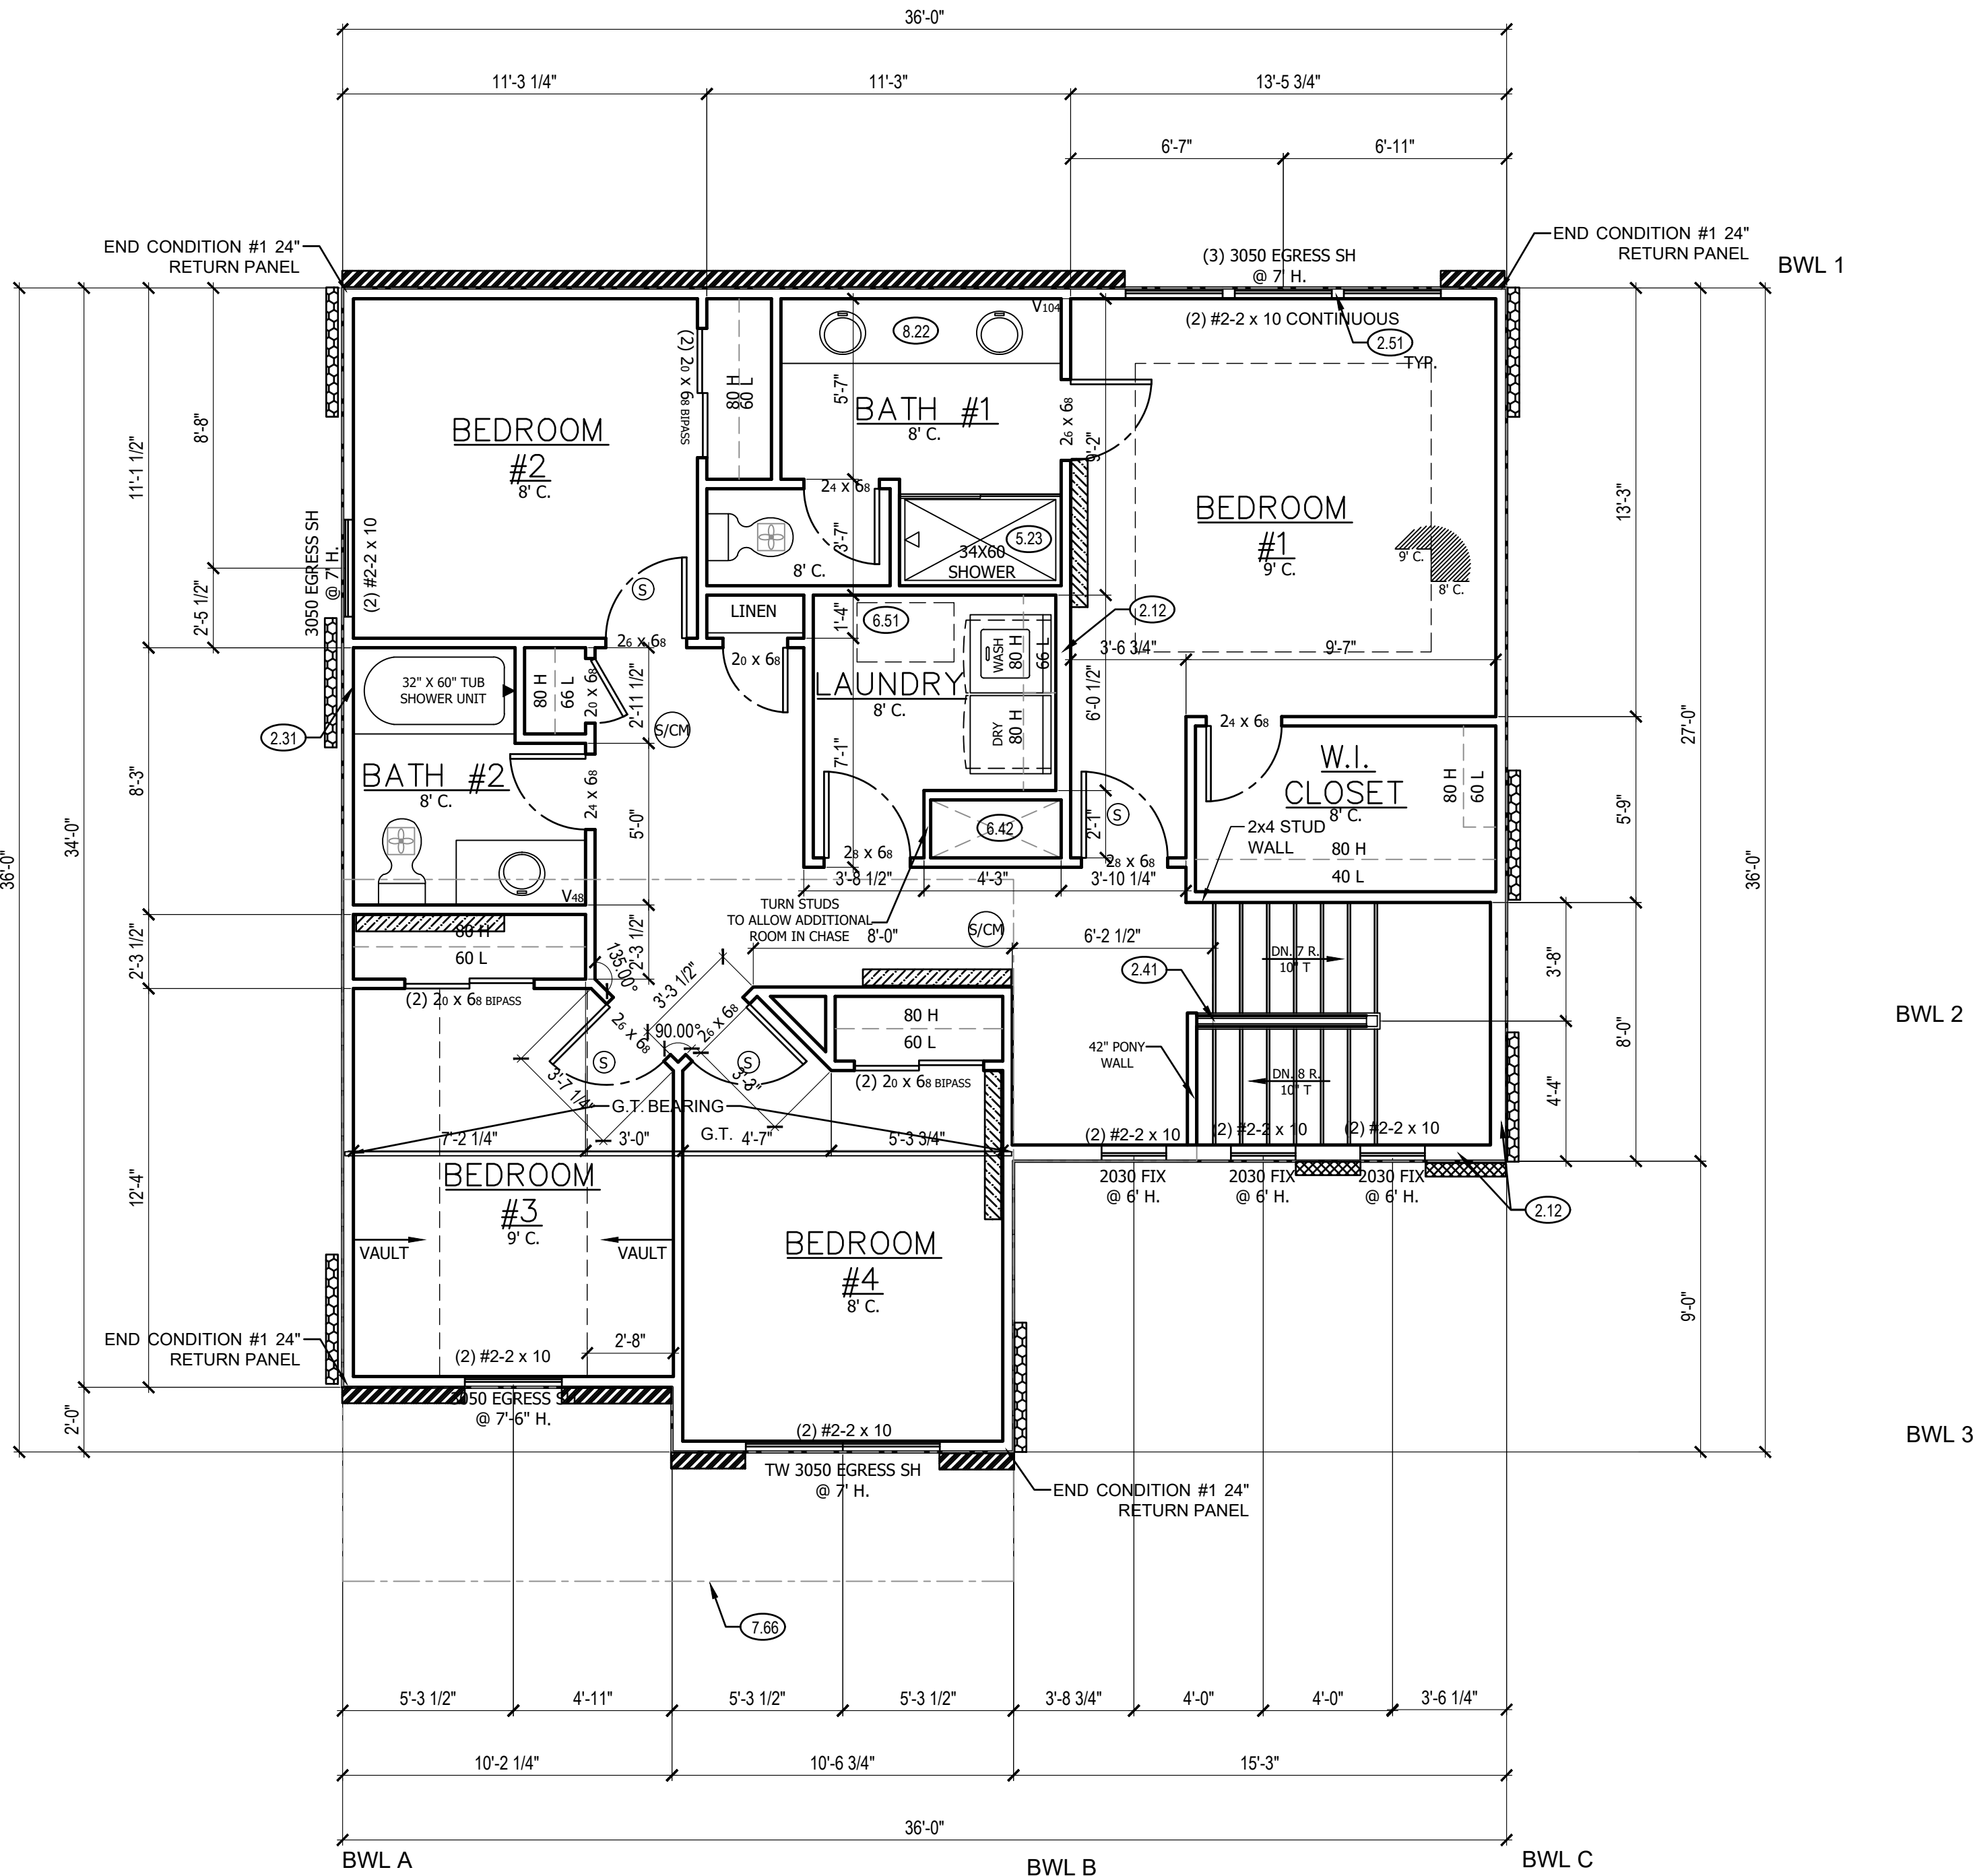 36'-0"
11'-3 1/4"
11'-3"
13'-5 3/4"
6'-7"
6'-11"
END CONDITION #1 24"
RETURN PANEL
(3) 3050 EGRESS SH
@ 7' H.
END CONDITION #1 24"
RETURN PANEL
BWL 1
(2) #2-2 x 10 CONTINUOUS
2.51
TYP.
V104
8.22
(2) 20 x 68 BIPASS
80 H
60 L
5'-7"
BATH #1
8' C.
26 x 68
9'-2"
BEDROOM
#2
8' C.
8'-8"
11'-11 1/2"
2'-5 1/2"
3050 EGRESS SH
@ 7' H.
(2) #2-2 x 10
24 x 68
3'-7"
8' C.
5.23
34X60
SHOWER
BEDROOM
#1
9' C.
9' C.
8' C.
13'-3"
S
LINEN
1'-4"
6.51
2.12
26 x 68
20 x 68
WASH
80 H
66 L
3'-6 3/4"
9'-7"
32" X 60" TUB
SHOWER UNIT
80 H
66 L
20 x 68
2'-11 1/2"
S/CM
LAUNDRY
8' C.
6'-0 1/2"
DRY
80 H
24 x 68
27'-0"
2.31
BATH #2
8' C.
24 x 68
5'-0"
7'-1"
W.I.
CLOSET
8' C.
80 H
60 L
5'-9"
8'-3"
34'-0"
36'-0"
36'-0"
2'-1"
S
6.42
2x4 STUD
WALL
80 H
40 L
28 x 68
28 x 68
3'-8 1/2"
4'-3"
3'-10 1/4"
V48
TURN STUDS
TO ALLOW ADDITIONAL
ROOM IN CHASE
8'-0"
S/CM
6'-2 1/2"
80 H
60 L
2'-3 1/2"
2'-3 1/2"
135.00°
3'-3 1/2"
2.41
DN. 7 R.
10" T
3'-8"
(2) 20 x 68 BIPASS
26 x 68
90.00°
26 x 68
80 H
60 L
BWL 2
8'-0"
S
S
42" PONY
WALL
3'-7 1/4"
3'-2"
(2) 20 x 68 BIPASS
DN. 8 R.
10" T
4'-4"
G.T. BEARING
G.T.
7'-2 1/4"
3'-0"
4'-7"
5'-3 3/4"
(2) #2-2 x 10
(2) #2-2 x 10
(2) #2-2 x 10
2030 FIX
@ 6' H.
2030 FIX
@ 6' H.
2030 FIX
@ 6' H.
2.12
BEDROOM
#3
9' C.
12'-4"
VAULT
VAULT
BEDROOM
#4
8' C.
9'-0"
END CONDITION #1 24"
RETURN PANEL
(2) #2-2 x 10
2'-8"
3050 EGRESS SH
@ 7'-6" H.
2'-0"
(2) #2-2 x 10
TW 3050 EGRESS SH
@ 7' H.
END CONDITION #1 24"
RETURN PANEL
BWL 3
7.66
5'-3 1/2"
4'-11"
5'-3 1/2"
5'-3 1/2"
3'-8 3/4"
4'-0"
4'-0"
3'-6 1/4"
10'-2 1/4"
10'-6 3/4"
15'-3"
36'-0"
BWL A
BWL B
BWL C